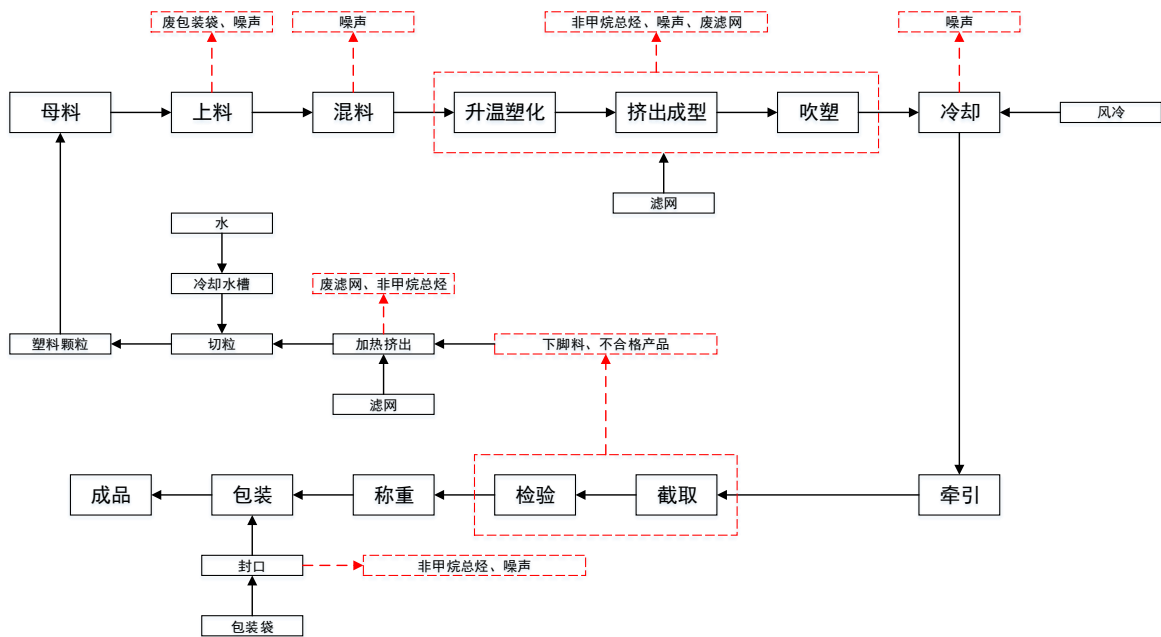 废包装袋、噪声
噪声
非甲烷总烃、噪声、废滤网
噪声
母料
上料
混料
升温塑化
挤出成型
吹塑
冷却
风冷
滤网
水
冷却水槽
废滤网、非甲烷总烃
塑料颗粒
切粒
加热挤出
下脚料、不合格产品
滤网
成品
包装
称重
检验
截取
牵引
封口
非甲烷总烃、噪声
包装袋